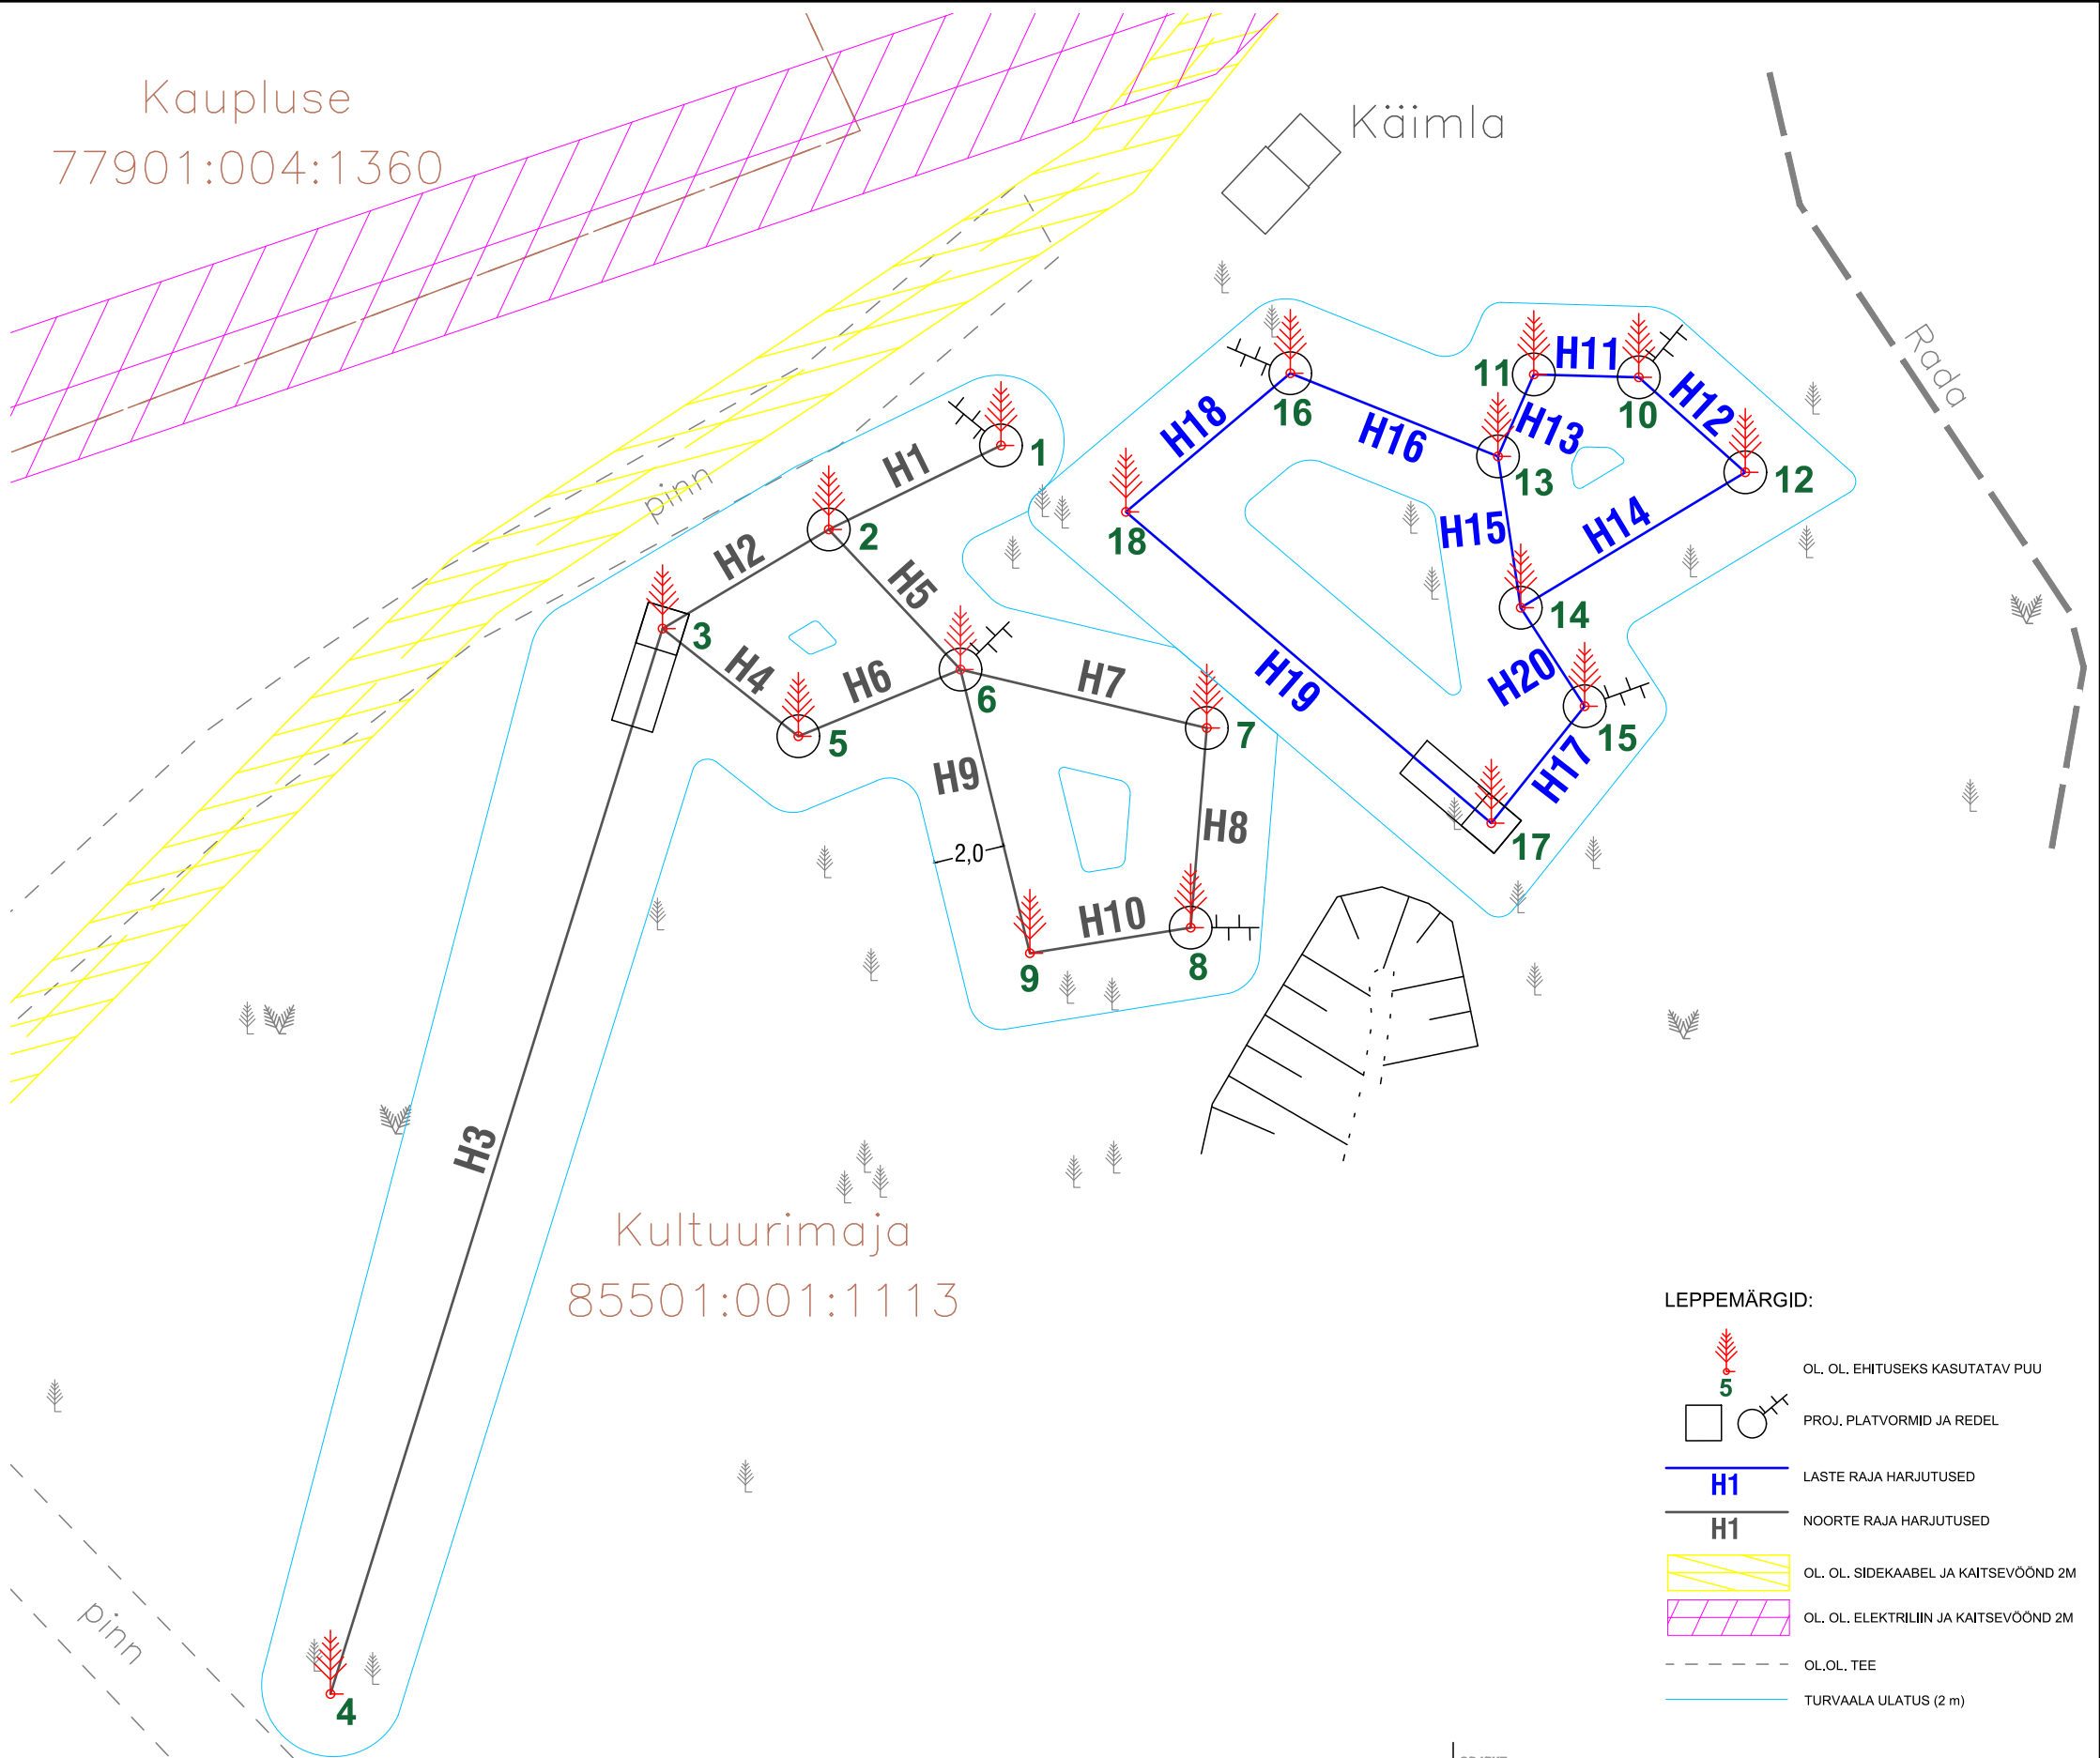 Kaupluse
77901:004:1360
Käimla
Rada
pinn
H1
H2
H3
H4
H5
H6
H7
H8
H9
H10
2,0
H11
H12
H13
H14
H15
H16
H17
H18
H19
H20
1
2
3
4
5
6
7
8
9
10
11
12
13
14
15
16
17
18
Kultuurimaja
85501:001:1113
pinn
LEPPEMÄRGID:
5
OL. OL. EHITUSEKS KASUTATAV PUU
PROJ. PLATVORMID JA REDEL
H1
LASTE RAJA HARJUTUSED
H1
NOORTE RAJA HARJUTUSED
OL. OL. SIDEKAABEL JA KAITSEVÖÖND 2M
OL. OL. ELEKTRILIIN JA KAITSEVÖÖND 2M
OL.OL. TEE
TURVAALA ULATUS (2 m)